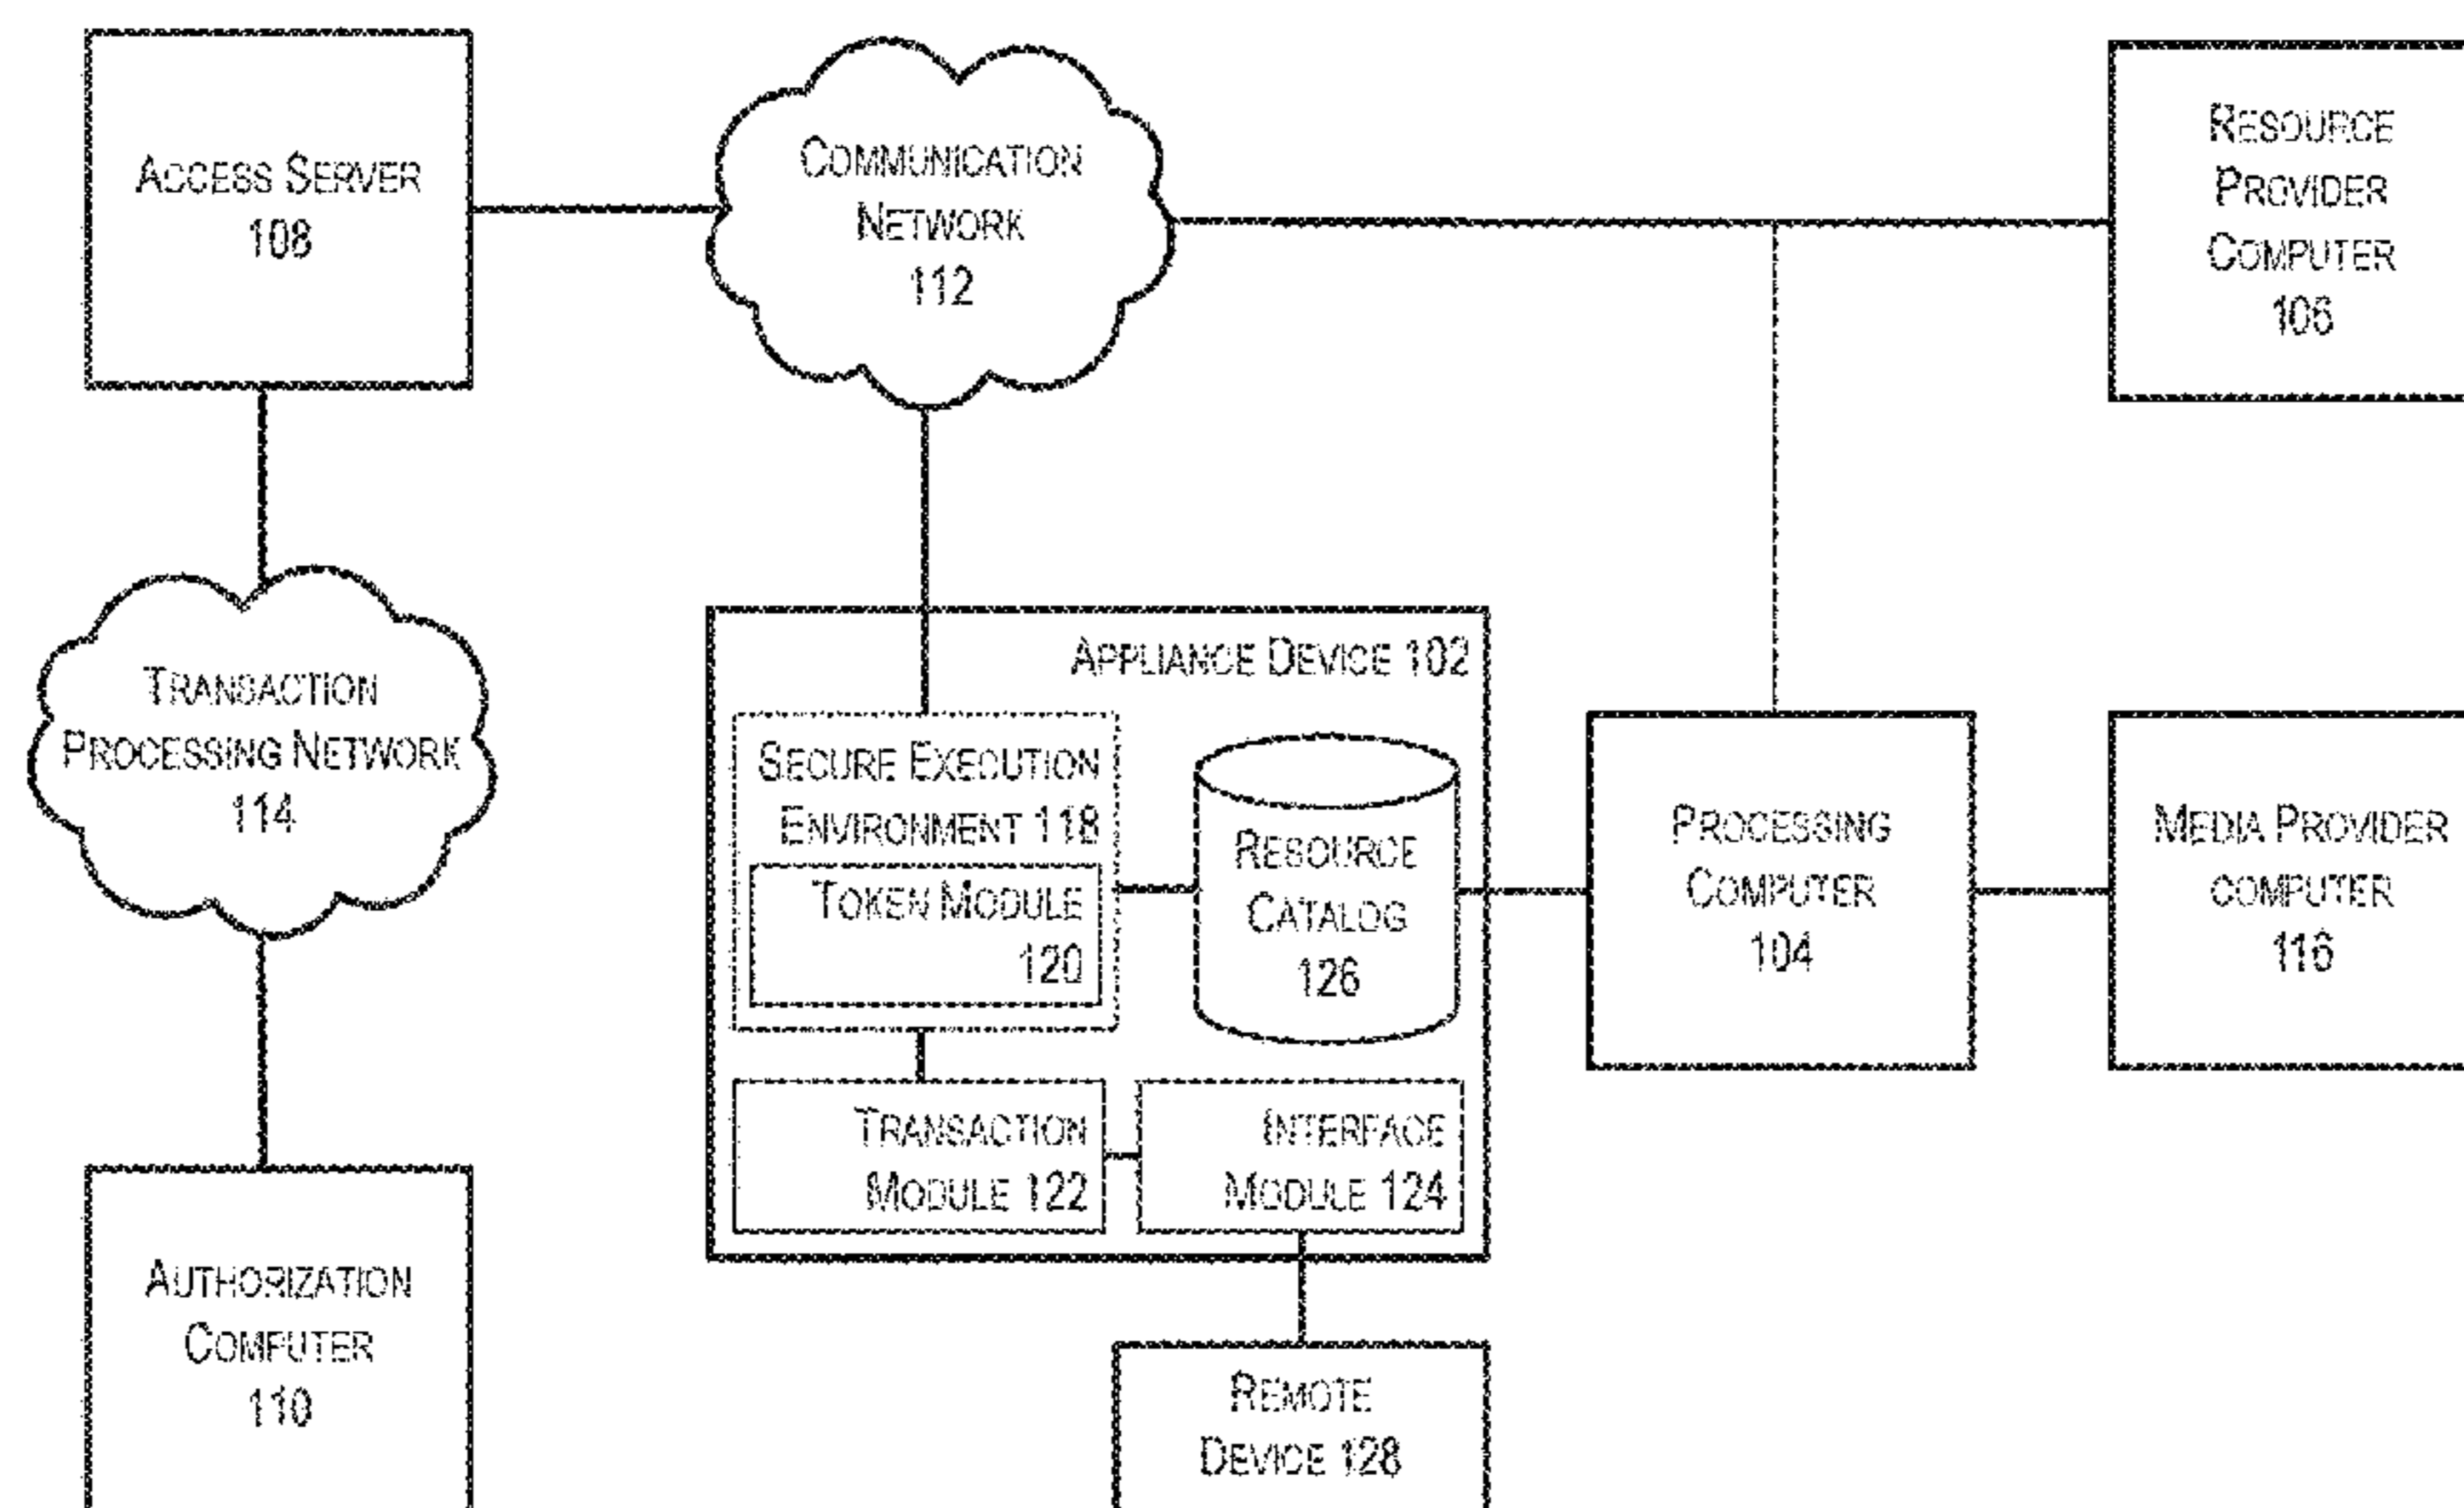 ACCESS SERVER
108
COMMUNICATION
NETWORK
112
RESOURCE
PROVIDER
COMPUTER
106
TRANSACTION
PROCESSING NETWORK
114
APPLIANCE DEVICE 102
SECURE EXECUTION
ENVIRONMENT 118
TOKEN MODULE
120
RESOURCE
CATALOG
126
PROCESSING
COMPUTER
104
MEDIA PROVIDER
COMPUTER
116
TRANSACTION
MODULE 122
INTERFACE
MODULE 124
AUTHORIZATION
COMPUTER
110
REMOTE
DEVICE 128